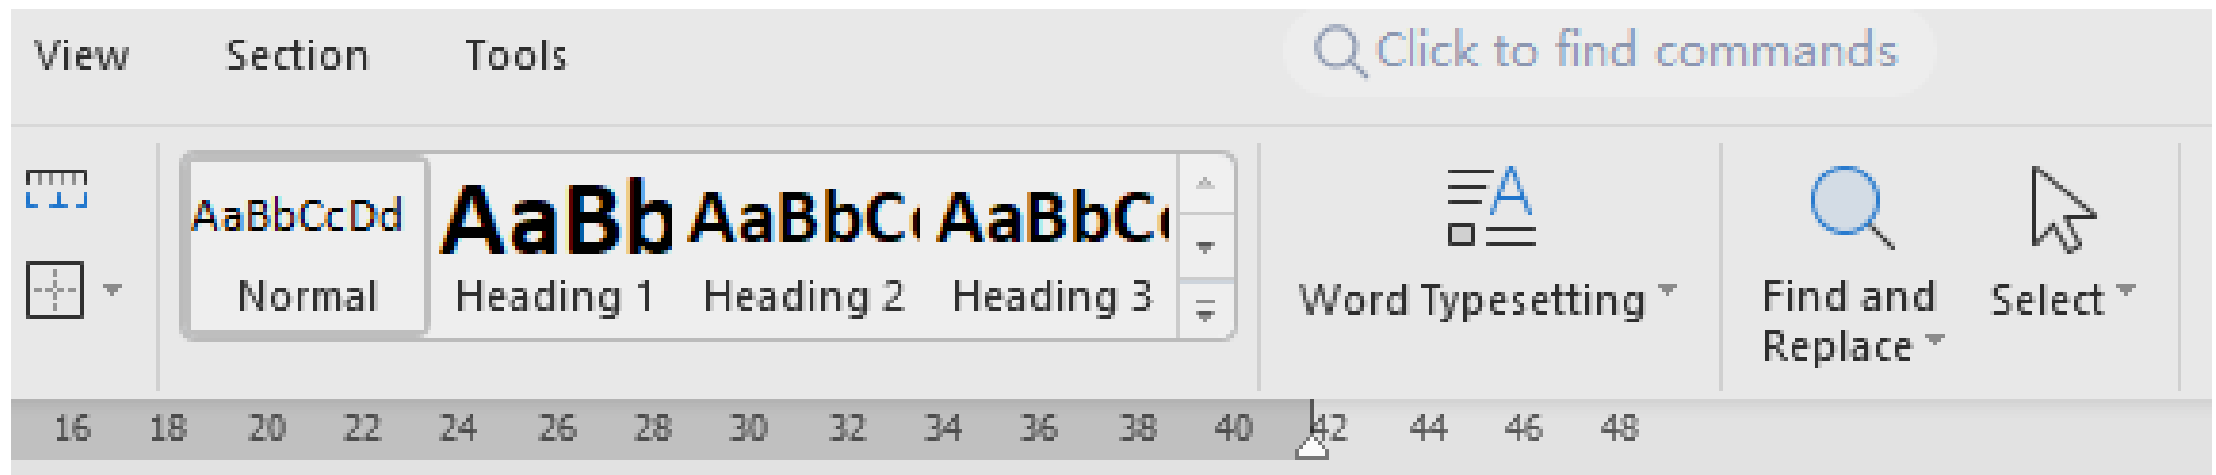 View Section Tools Click to find commands
AaBbCcDd AaBb AaBbC AaBbC
Normal Heading 1 Heading 2 Heading 3 Word Typesetting Find and Replace Select
16 18 20 22 24 26 28 30 32 34 36 38 40 42 44 46 48